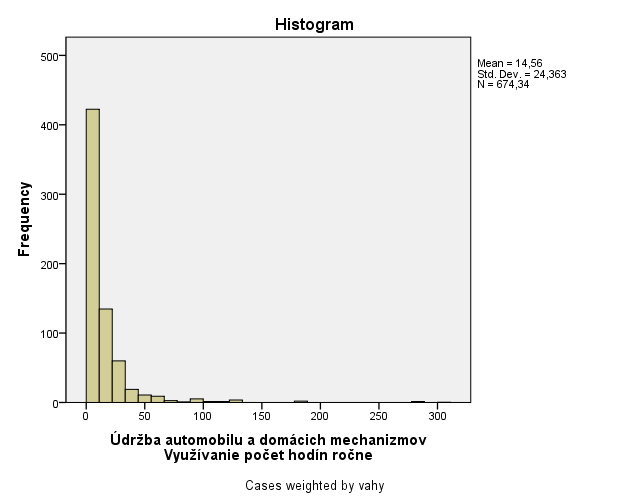 Histogram
Mean = 14,56
Std. Dev. = 24,363
N = 674,34
500
400
300
200
100
0
Frequency
0 50 100 150 200 250 300
Údržba automobilu a domácich mechanizmov
Využívanie počet hodín ročne
Cases weighted by vahy